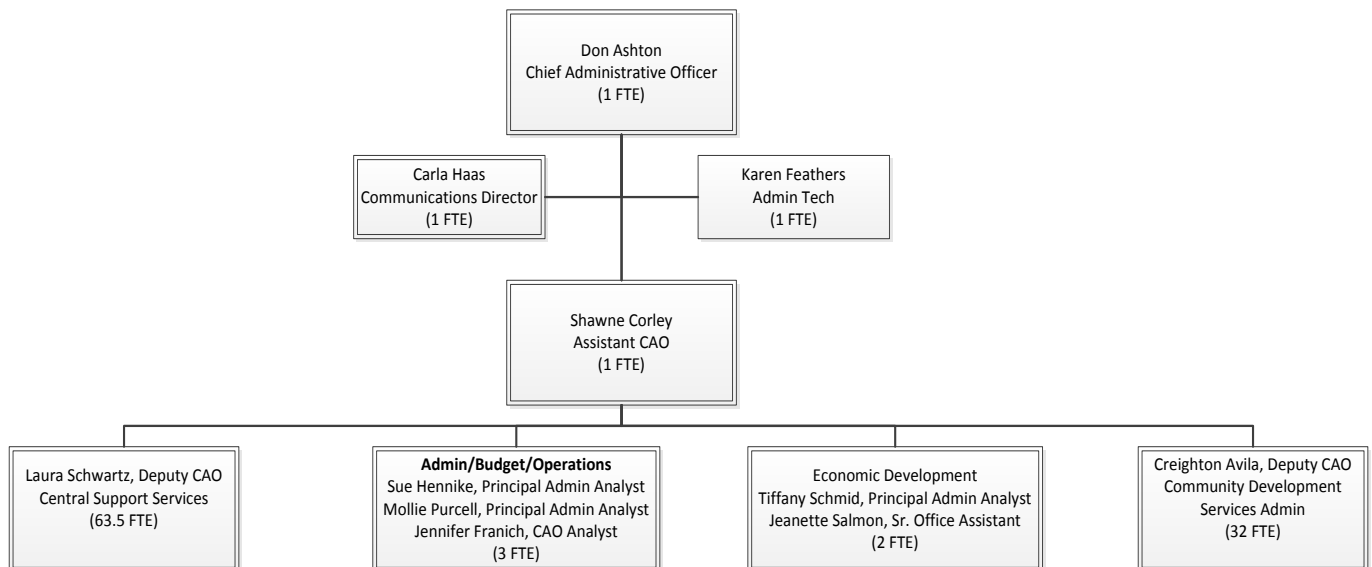 Don Ashton
Chief Administrative Officer
(1 FTE)
Carla Haas
Communications Director
(1 FTE)
Karen Feathers
Admin Tech
(1 FTE)
Shawne Corley
Assistant CAO
(1 FTE)
Laura Schwartz, Deputy CAO
Central Support Services
(63.5 FTE)
Admin/Budget/Operations
Sue Hennike, Principal Admin Analyst
Mollie Purcell, Principal Admin Analyst
Jennifer Franich, CAO Analyst
(3 FTE)
Economic Development
Tiffany Schmid, Principal Admin Analyst
Jeanette Salmon, Sr. Office Assistant
(2 FTE)
Creighton Avila, Deputy CAO
Community Development
Services Admin
(32 FTE)